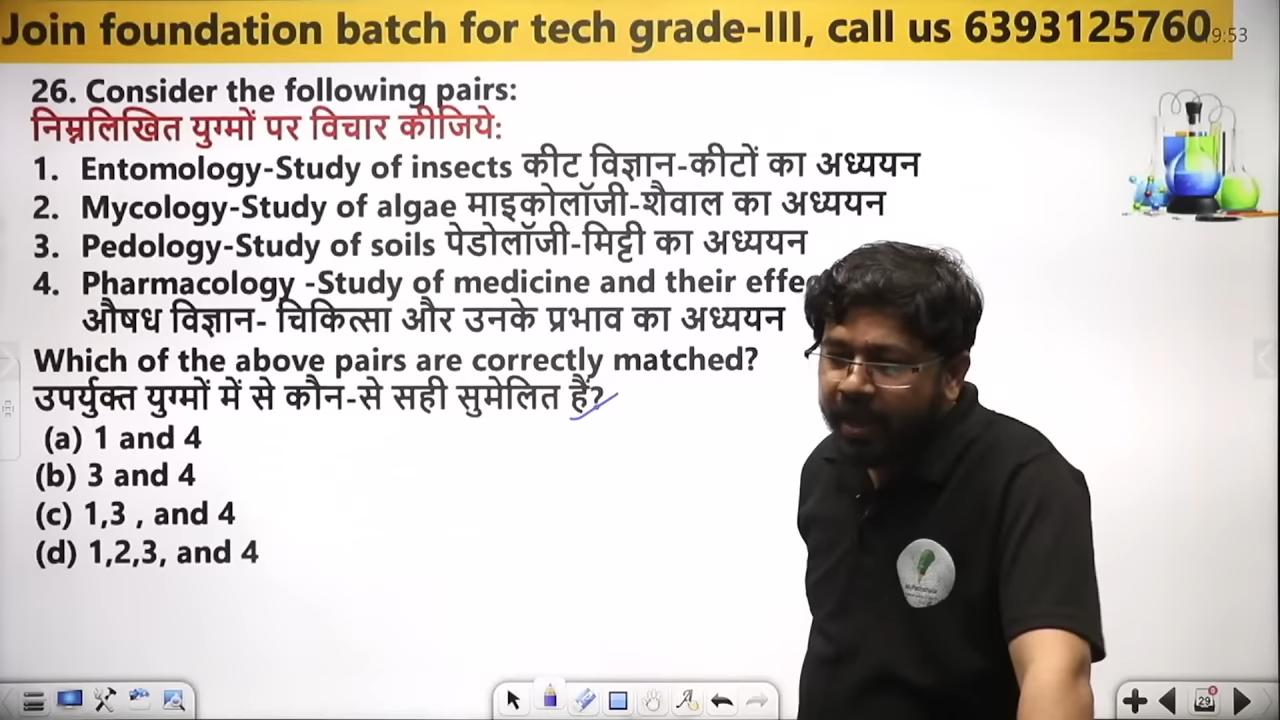 Join foundation batch for tech grade-III, call us 6393125760
9:53
26. Consider the following pairs:
निम्नलिखित युग्मों पर विचार कीजिये:
1. Entomology-Study of insects कीट विज्ञान-कीटों का अध्ययन
2. Mycology-Study of algae माइकोलॉजी-शैवाल का अध्ययन
3. Pedology-Study of soils पेडोलॉजी-मिट्टी का अध्ययन
4. Pharmacology -Study of medicine and their
औषध विज्ञान- चिकित्सा और उनके प्रभाव का अध्ययन
Which of the above pairs are correctly matched?
उपर्युक्त युग्मों में से कौन-से सही सुमेलित हैं?
(a) 1 and 4
(b) 3 and 4
(c) 1,3 , and 4
(d) 1,2,3, and 4
29